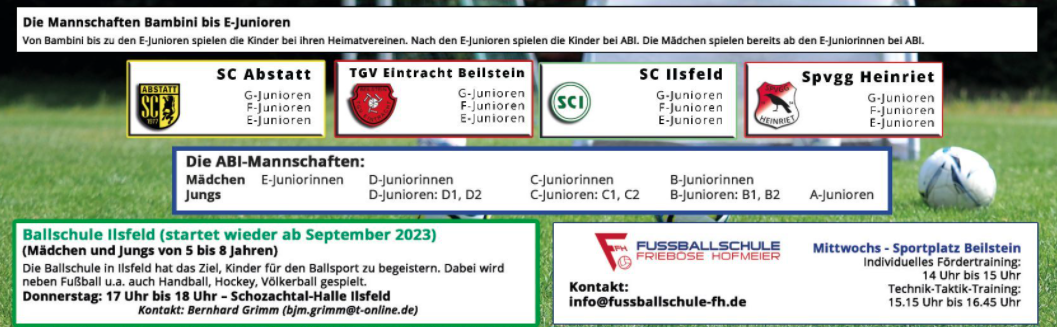 Die Mannschaften Bambini bis E-Junioren
Von Bambini bis zu den E-Junioren spielen die Kinder bei ihren Heimatvereinen. Nach den E-Junioren spielen die Kinder bei ABI. Die Mädchen spielen bereits ab den E-Juniorinnen bei ABI.
ABSTATT
SC
1977
SC Abstatt
G-Junioren
F-Junioren
E-Junioren
TGV Eintracht Beilstein
G-Junioren
F-Junioren
E-Junioren
SCI
SC Ilsfeld
G-Junioren
F-Junioren
E-Junioren
SPVGG
HEINRIET
Spvgg Heinriet
G-Junioren
F-Junioren
E-Junioren
Die ABI-Mannschaften:
Mädchen E-Juniorinnen D-Juniorinnen C-Juniorinnen B-Juniorinnen
Jungs D-Junioren: D1, D2 C-Junioren: C1, C2 B-Junioren: B1, B2 A-Junioren
Ballschule Ilsfeld (startet wieder ab September 2023)
(Mädchen und Jungs von 5 bis 8 Jahren)
Die Ballschule in Ilsfeld hat das Ziel, Kinder für den Ballsport zu begeistern. Dabei wird
neben Fußball u.a. auch Handball, Hockey, Völkerball gespielt.
Donnerstag: 17 Uhr bis 18 Uhr – Schozachtal-Halle Ilsfeld
Kontakt: Bernhard Grimm (bjm.grimm@t-online.de)
FH
FUSSBALLSCHULE
FRIEBOSE HOFMEIER
Kontakt:
info@fussballschule-fh.de
Mittwochs - Sportplatz Beilstein
Individuelles Fördertraining:
14 Uhr bis 15 Uhr
Technik-Taktik-Training:
15.15 Uhr bis 16.45 Uhr